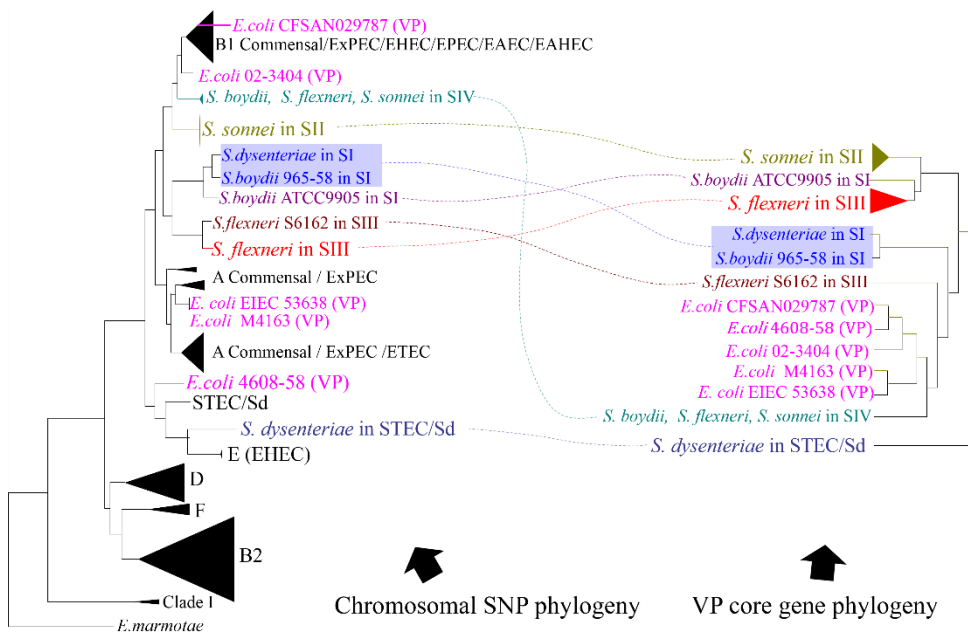 E.coli CFSAN029787 (VP)
B1 Commensal/ExPEC/EHEC/EPEC/EAEC/EAHEC
E.coli 02-3404 (VP)
S. boydii, S. flexneri, S. sonnei in SIV
S. sonnei in SII
S.dysenteriae in SI
S.boydii 965-58 in SI
S.boydii ATCC9905 in SI
S.flexneri S6162 in SIII
S. flexneri in SIII
A Commensal / ExPEC
E. coli EIEC 53638 (VP)
E.coli M4163 (VP)
A Commensal / ExPEC /ETEC
E.coli 4608-58 (VP)
STEC/Sd
S. dysenteriae in STEC/Sd
E (EHEC)
D
F
B2
Clade I
E.marmotae
S. sonnei in SII
S.boydii ATCC9905 in SI
S. flexneri in SIII
S.dysenteriae in SI
S.boydii 965-58 in SI
S.flexneri S6162 in SIII
E.coli CFSAN029787 (VP)
E.coli 4608-58 (VP)
E.coli 02-3404 (VP)
E.coli M4163 (VP)
E. coli EIEC 53638 (VP)
S. boydii, S. flexneri, S. sonnei in SIV
S. dysenteriae in STEC/Sd
Chromosomal SNP phylogeny
VP core gene phylogeny